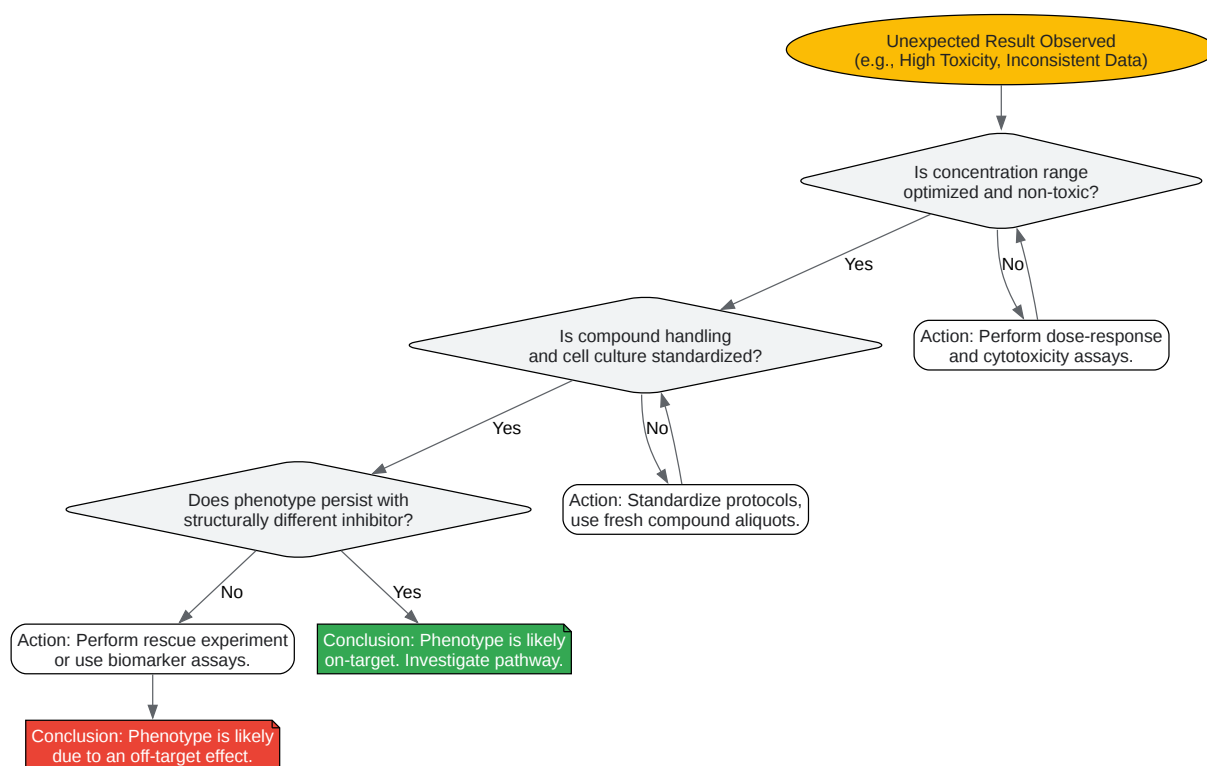 Unexpected Result Observed
(e.g., High Toxicity, Inconsistent Data)
Is concentration range
optimized and non-toxic?
Yes
No
Is compound handling
and cell culture standardized?
Action: Perform dose-response
and cytotoxicity assays.
Yes
No
Does phenotype persist with
structurally different inhibitor?
Action: Standardize protocols,
use fresh compound aliquots.
No
Yes
Action: Perform rescue experiment
or use biomarker assays.
Conclusion: Phenotype is likely
on-target. Investigate pathway.
Conclusion: Phenotype is likely
due to an off-target effect.